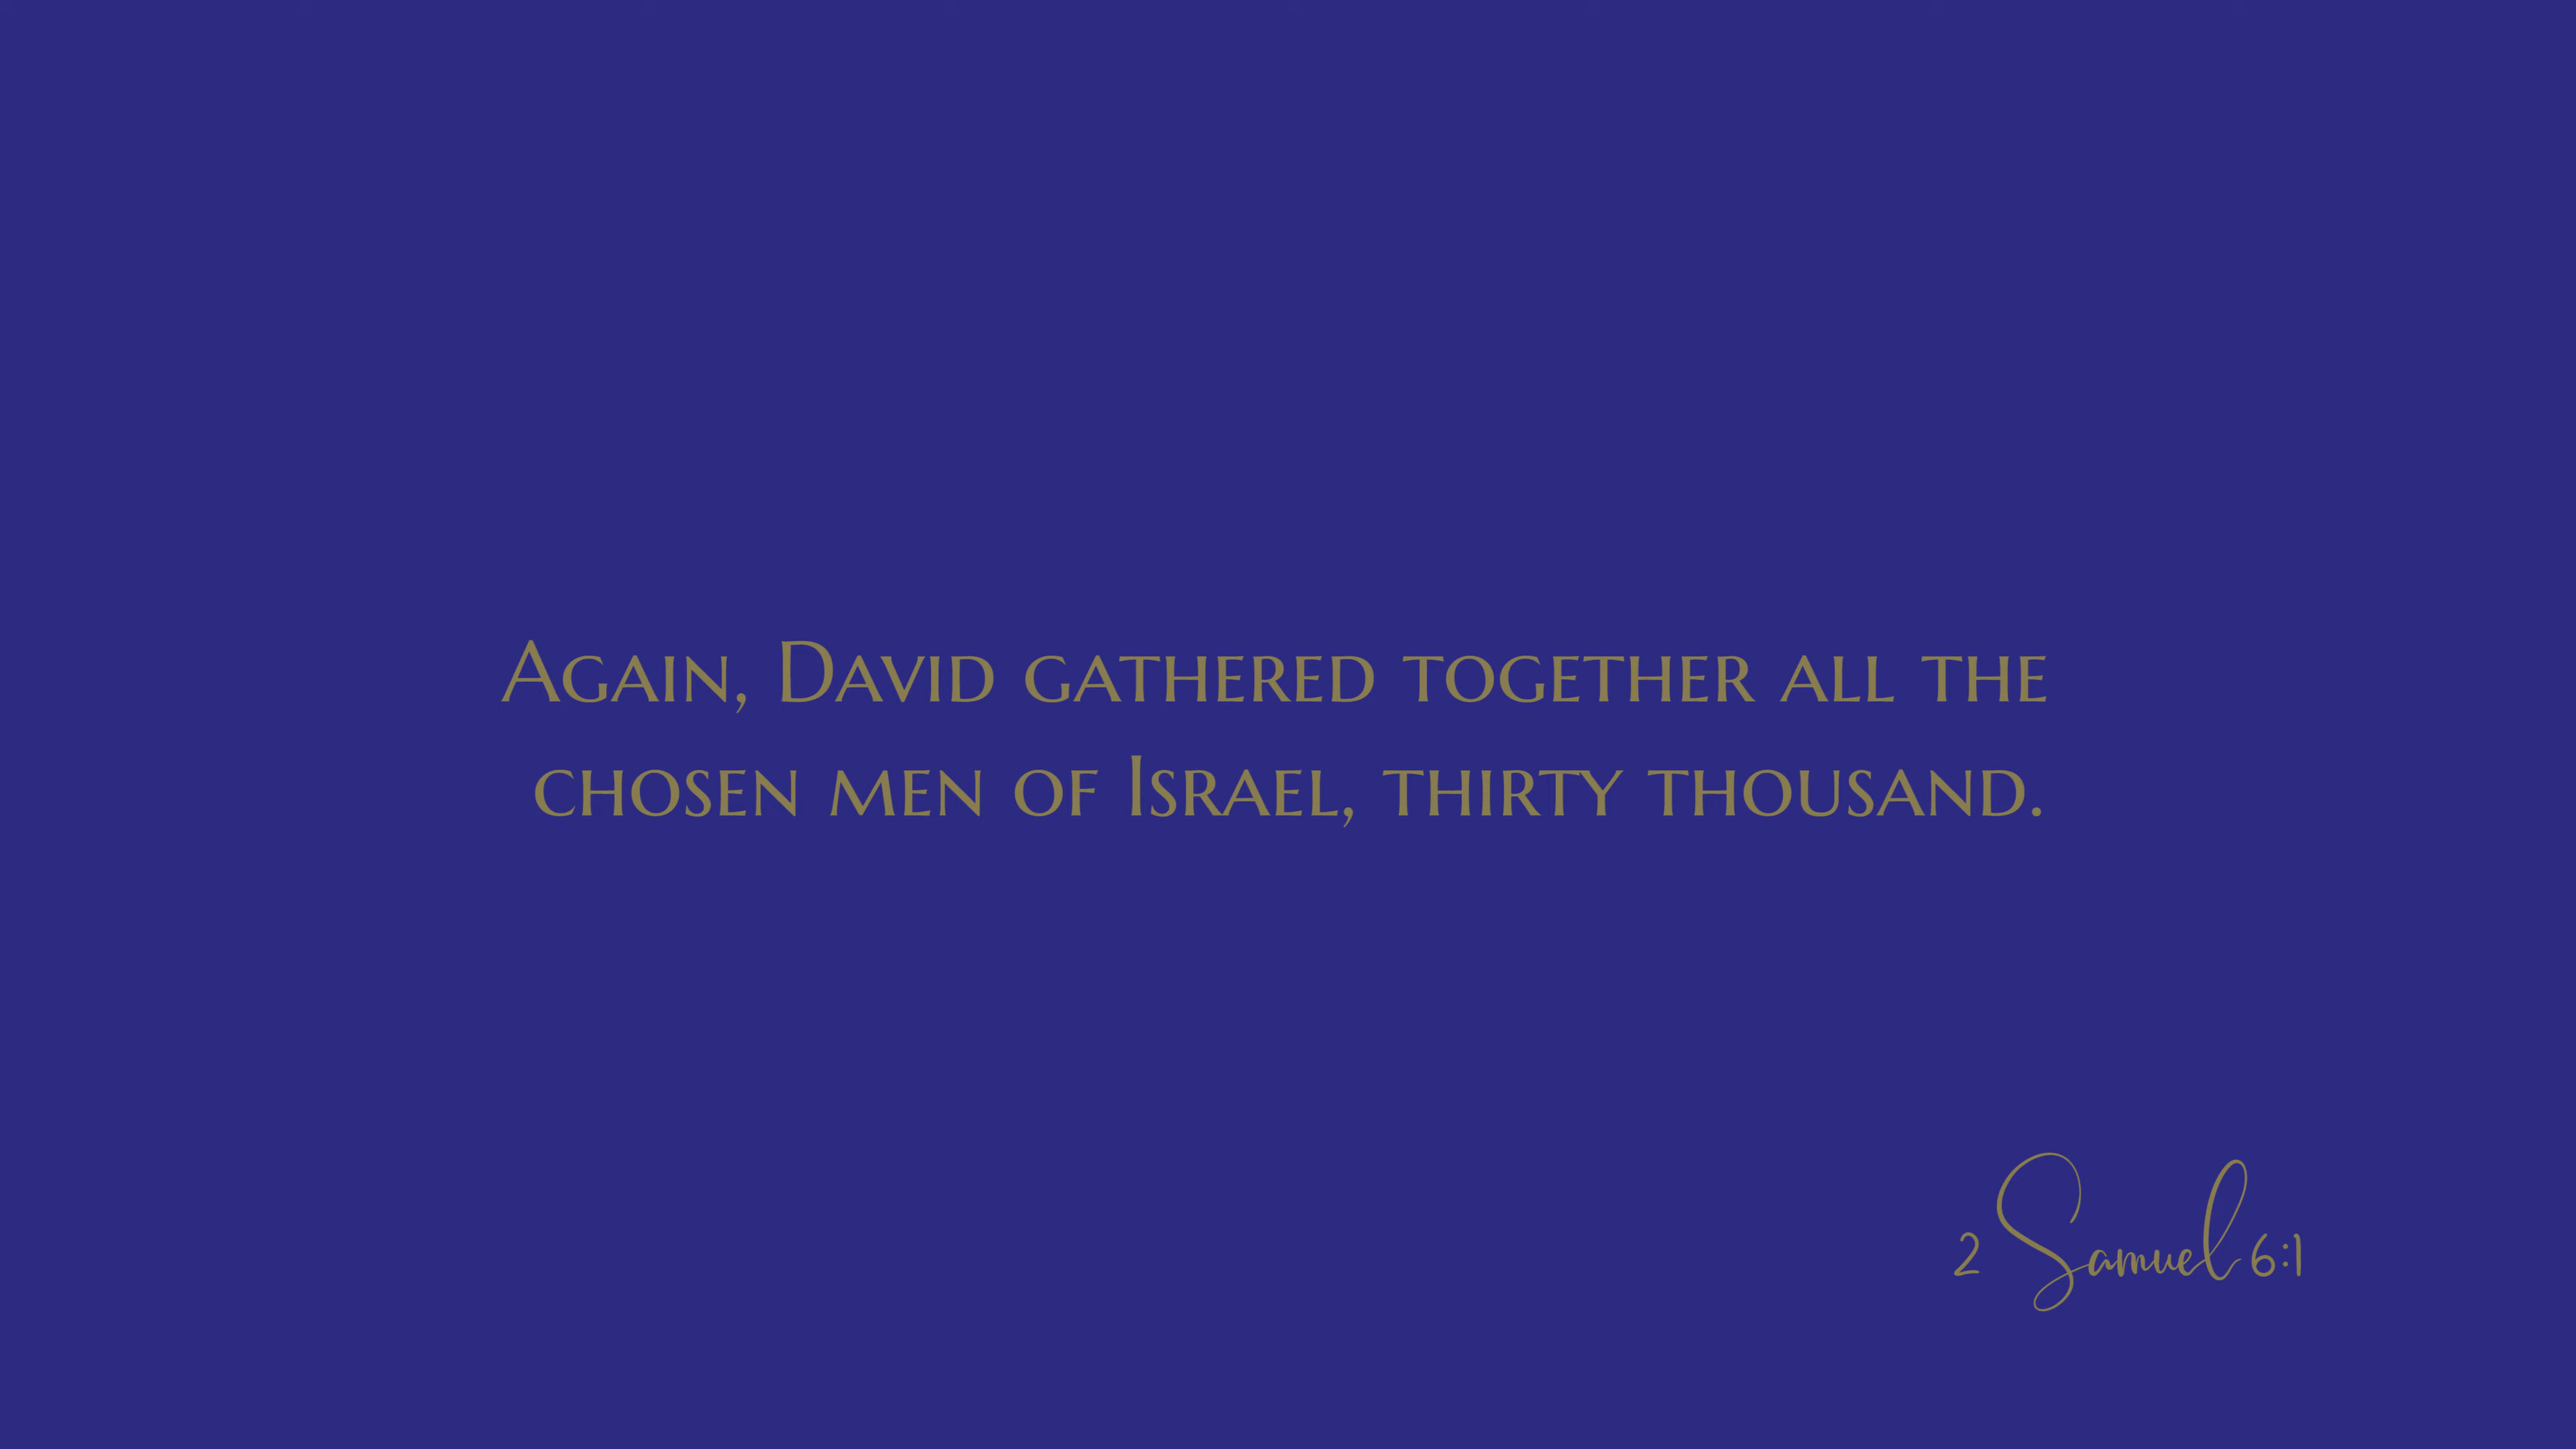 Again, David gathered together all the
chosen men of Israel, thirty thousand.
2 Samuel 6:1